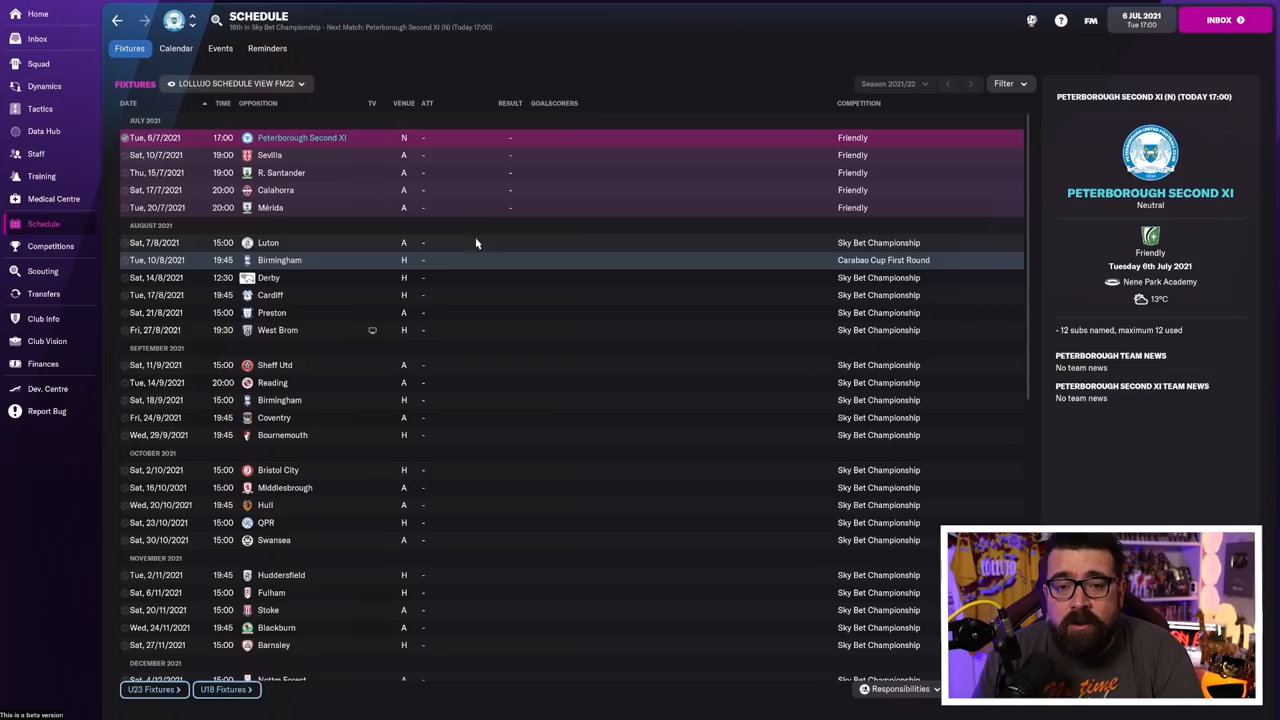 Home
Inbox
Squad
Dynamics
Tactics
Data Hub
Staff
Training
Medical Centre
Schedule
Competitions
Scouting
Transfers
Club Info
Club Vision
Finances
Dev. Centre
Report Bug
This is a beta version
SCHEDULE
16th in Sky Bet Championship - Next Match: Peterborough Second XI (N) (Today 17:00)
FM
6 JUL 2021
Tue 17:00
INBOX
Fixtures Calendar Events Reminders
FIXTURES LOLLUJO SCHEDULE VIEW FM22 Season 2021/22 Filter
DATE TIME OPPOSITION TV VENUE ATT RESULT GOALSCORERS COMPETITION
JULY 2021
Tue, 6/7/2021 17:00 Peterborough Second XI N - - Friendly
Sat, 10/7/2021 19:00 Sevilla A - - Friendly
Thu, 15/7/2021 19:00 R. Santander A - - Friendly
Sat, 17/7/2021 20:00 Calahorra A - - Friendly
Tue, 20/7/2021 20:00 Mérida A - - Friendly
AUGUST 2021
Sat, 7/8/2021 15:00 Luton A - Sky Bet Championship
Tue, 10/8/2021 19:45 Birmingham H - Carabao Cup First Round
Sat, 14/8/2021 12:30 Derby H - Sky Bet Championship
Tue, 17/8/2021 19:45 Cardiff H - Sky Bet Championship
Sat, 21/8/2021 15:00 Preston A - Sky Bet Championship
Fri, 27/8/2021 19:30 West Brom H - Sky Bet Championship
SEPTEMBER 2021
Sat, 11/9/2021 15:00 Sheff Utd A - Sky Bet Championship
Tue, 14/9/2021 20:00 Reading A - Sky Bet Championship
Sat, 18/9/2021 15:00 Birmingham H - Sky Bet Championship
Fri, 24/9/2021 19:45 Coventry A - Sky Bet Championship
Wed, 29/9/2021 19:45 Bournemouth H - Sky Bet Championship
OCTOBER 2021
Sat, 2/10/2021 15:00 Bristol City H - Sky Bet Championship
Sat, 16/10/2021 15:00 Middlesbrough A - Sky Bet Championship
Wed, 20/10/2021 19:45 Hull A - Sky Bet Championship
Sat, 23/10/2021 15:00 QPR H - Sky Bet Championship
Sat, 30/10/2021 15:00 Swansea A - Sky Bet Championship
NOVEMBER 2021
Tue, 2/11/2021 19:45 Huddersfield H - Sky Bet Championship
Sat, 6/11/2021 15:00 Fulham H - Sky Bet Championship
Sat, 20/11/2021 15:00 Stoke A - Sky Bet Championship
Wed, 24/11/2021 19:45 Blackburn A - Sky Bet Championship
Sat, 27/11/2021 15:00 Barnsley H - Sky Bet Championship
DECEMBER 2021
Sat, 4/12/2021 15:00 Nottm Forest A - Sky Bet Championship
U23 Fixtures > U18 Fixtures > Responsibilities
PETERBOROUGH SECOND XI (N) (TODAY 17:00)
PETERBOROUGH SECOND XI
Neutral
Friendly
Tuesday 6th July 2021
Nene Park Academy
13°C
- 12 subs named, maximum 12 used
PETERBOROUGH TEAM NEWS
No team news
PETERBOROUGH SECOND XI TEAM NEWS
No team news
LOLLUJO